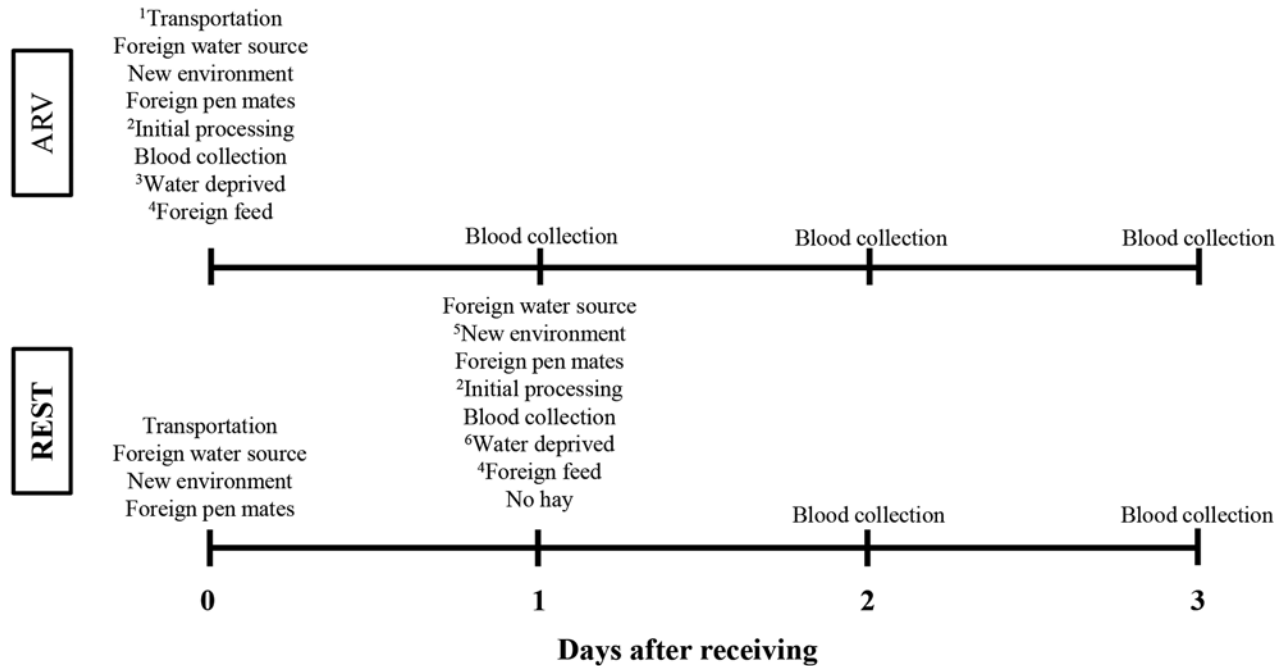 ARV
¹Transportation
Foreign water source
New environment
Foreign pen mates
²Initial processing
Blood collection
³Water deprived
⁴Foreign feed
Blood collection
Blood collection
Blood collection
REST
Transportation
Foreign water source
New environment
Foreign pen mates
Foreign water source
⁵New environment
Foreign pen mates
²Initial processing
Blood collection
⁶Water deprived
⁴Foreign feed
No hay
Blood collection
Blood collection
0 1 2 3
Days after receiving